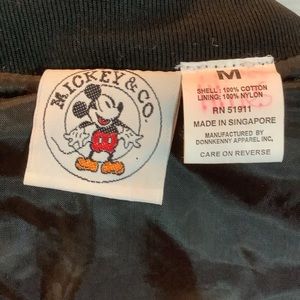 MICKEY & CO.
M
SHELL: 100% COTTON
LINING: 100% NYLON
RN 51911
MADE IN SINGAPORE
MANUFACTURED BY
DONNKENNY APPAREL INC.
CARE ON REVERSE